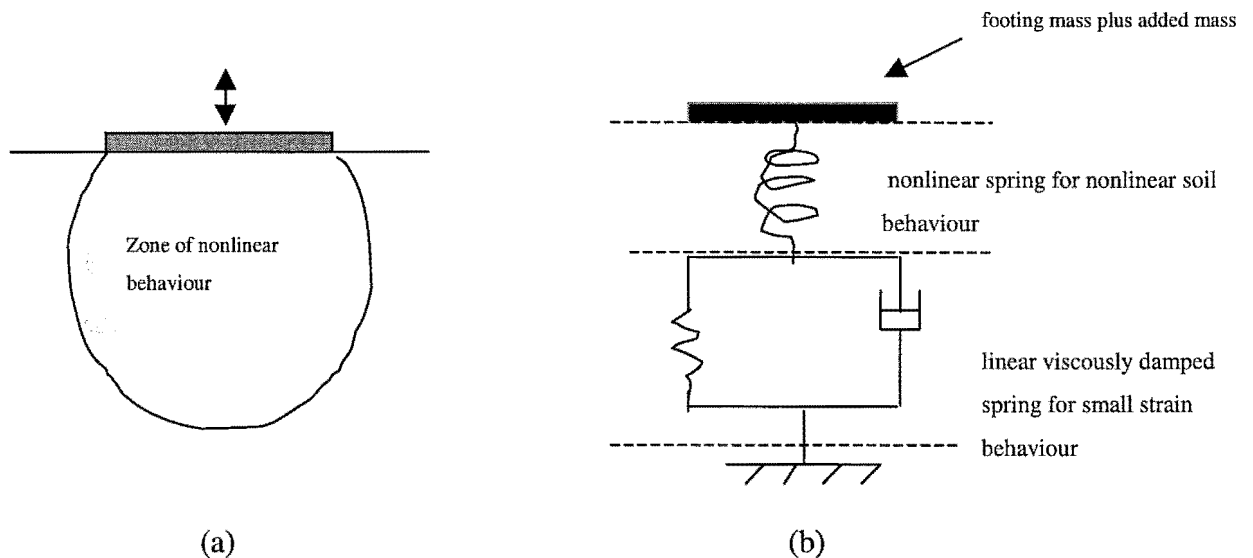 footing mass plus added mass
Zone of nonlinear
behaviour
nonlinear spring for nonlinear soil
behaviour
linear viscously damped
spring for small strain
behaviour
(a)
(b)